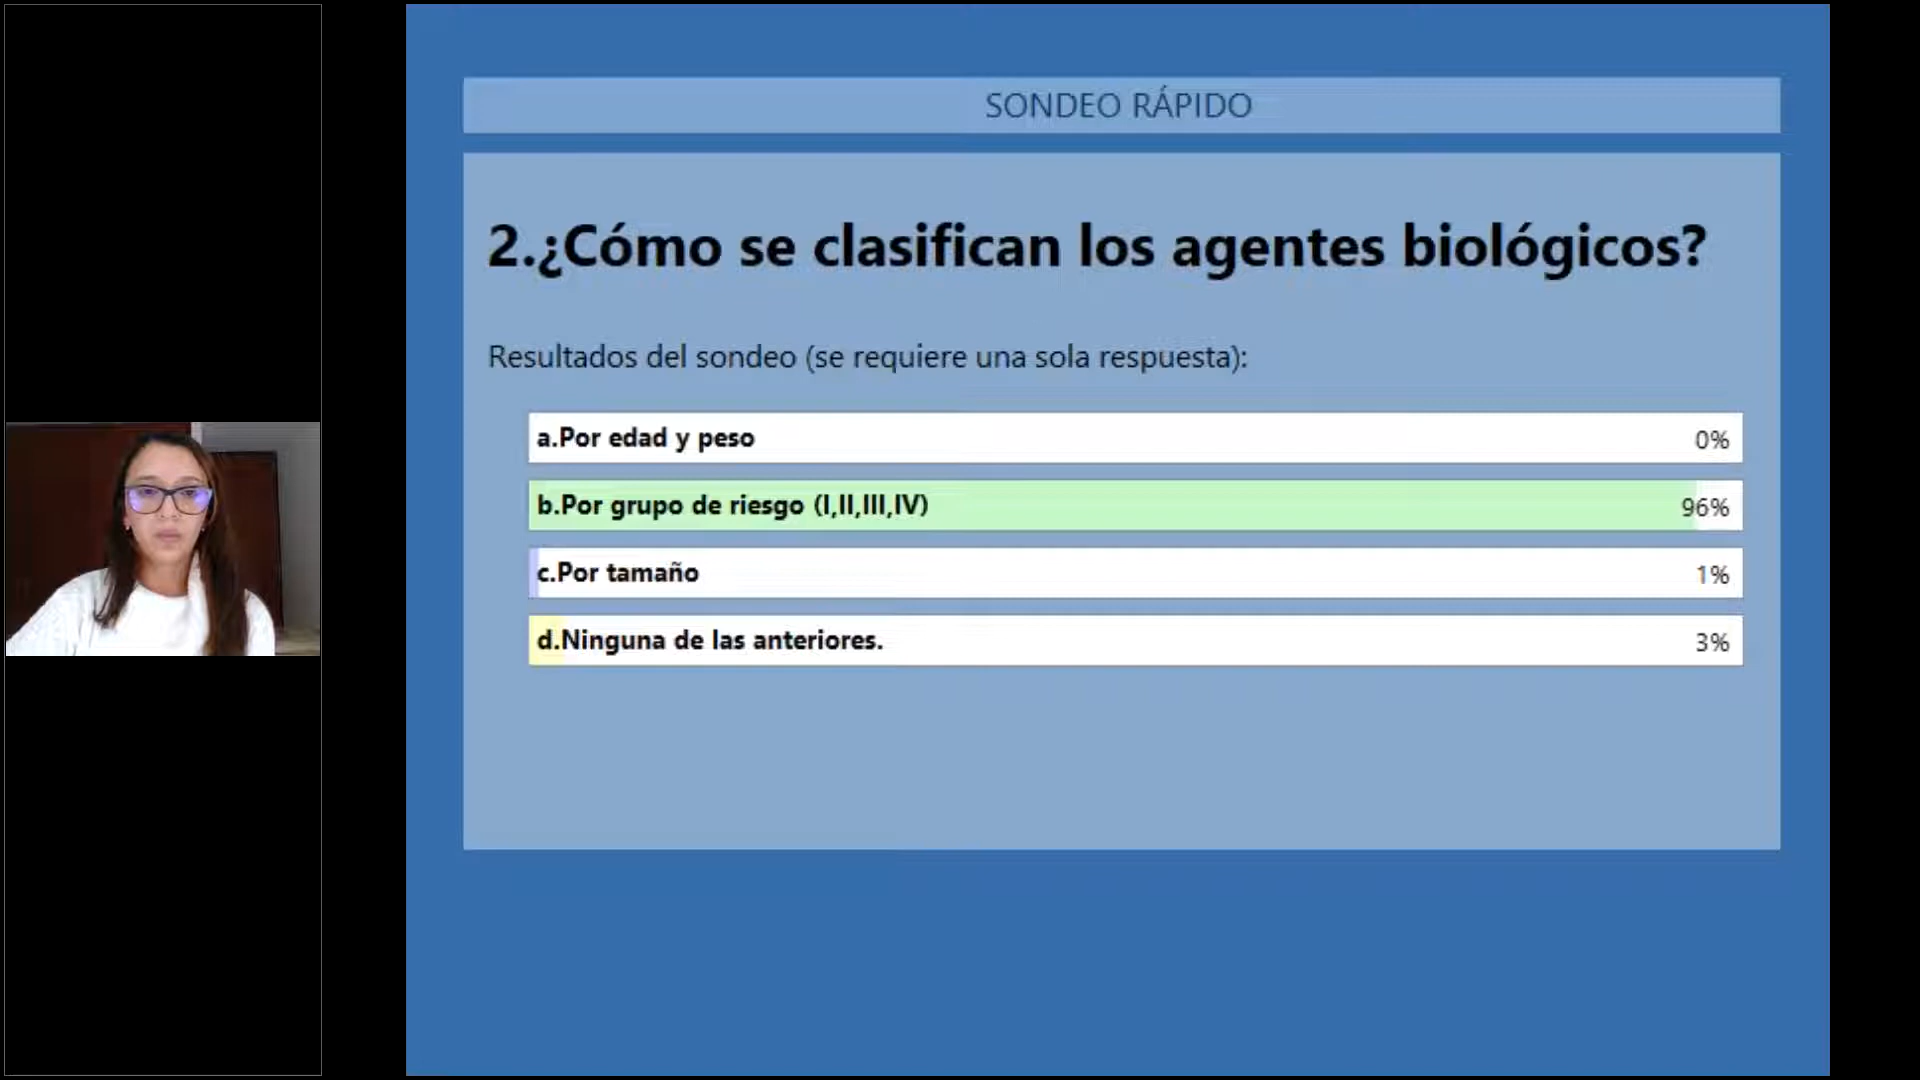 SONDEO RÁPIDO
2.¿Cómo se clasifican los agentes biológicos?
Resultados del sondeo (se requiere una sola respuesta):
a.Por edad y peso 0%
b.Por grupo de riesgo (I,II,III,IV) 96%
c.Por tamaño 1%
d.Ninguna de las anteriores. 3%